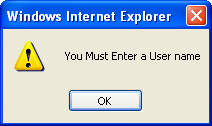 Windows Internet Explorer
You Must Enter a User name
OK